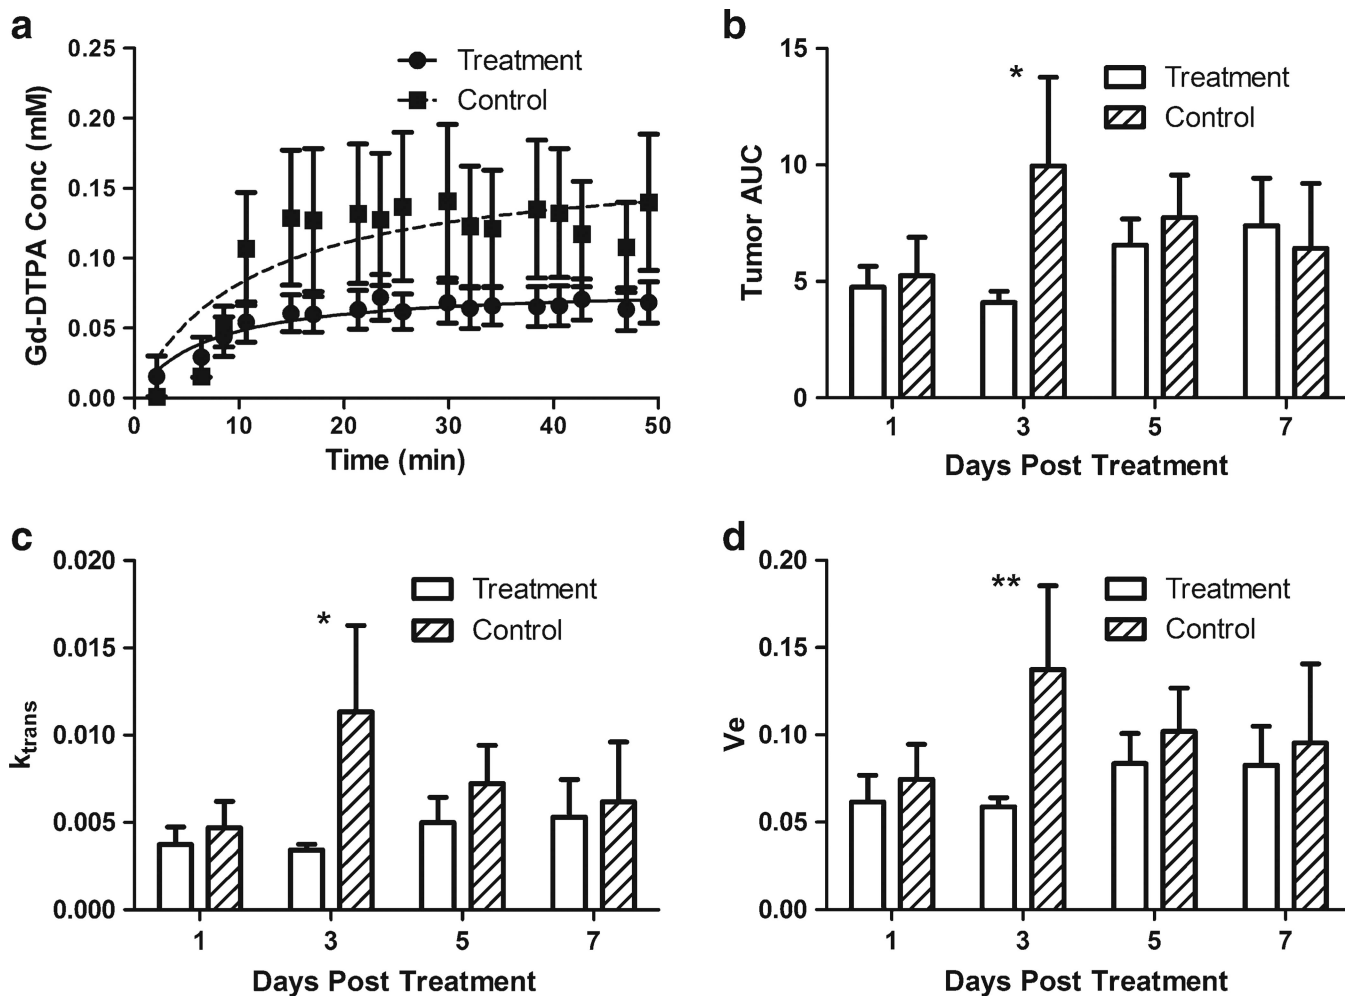 a
0.25
0.20
0.15
0.10
0.05
0.00
Gd-DTPA Conc (mM)
Treatment
Control
0 10 20 30 40 50
Time (min)
b
15
10
5
0
Tumor AUC
*
Treatment
Control
1 3 5 7
Days Post Treatment
c
0.020
0.015
0.010
0.005
0.000
ktrans
*
Treatment
Control
1 3 5 7
Days Post Treatment
d
0.20
0.15
0.10
0.05
0.00
Ve
**
Treatment
Control
1 3 5 7
Days Post Treatment